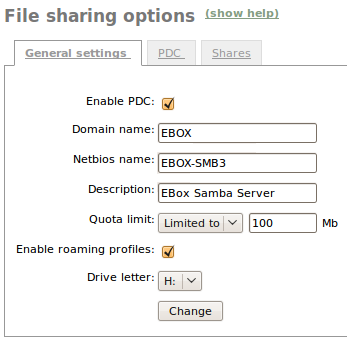 File sharing options (show help)
General settings PDC Shares
Enable PDC:
Domain name: EBOX
Netbios name: EBOX-SMB3
Description: EBox Samba Server
Quota limit: Limited to 100 Mb
Enable roaming profiles:
Drive letter: H:
Change